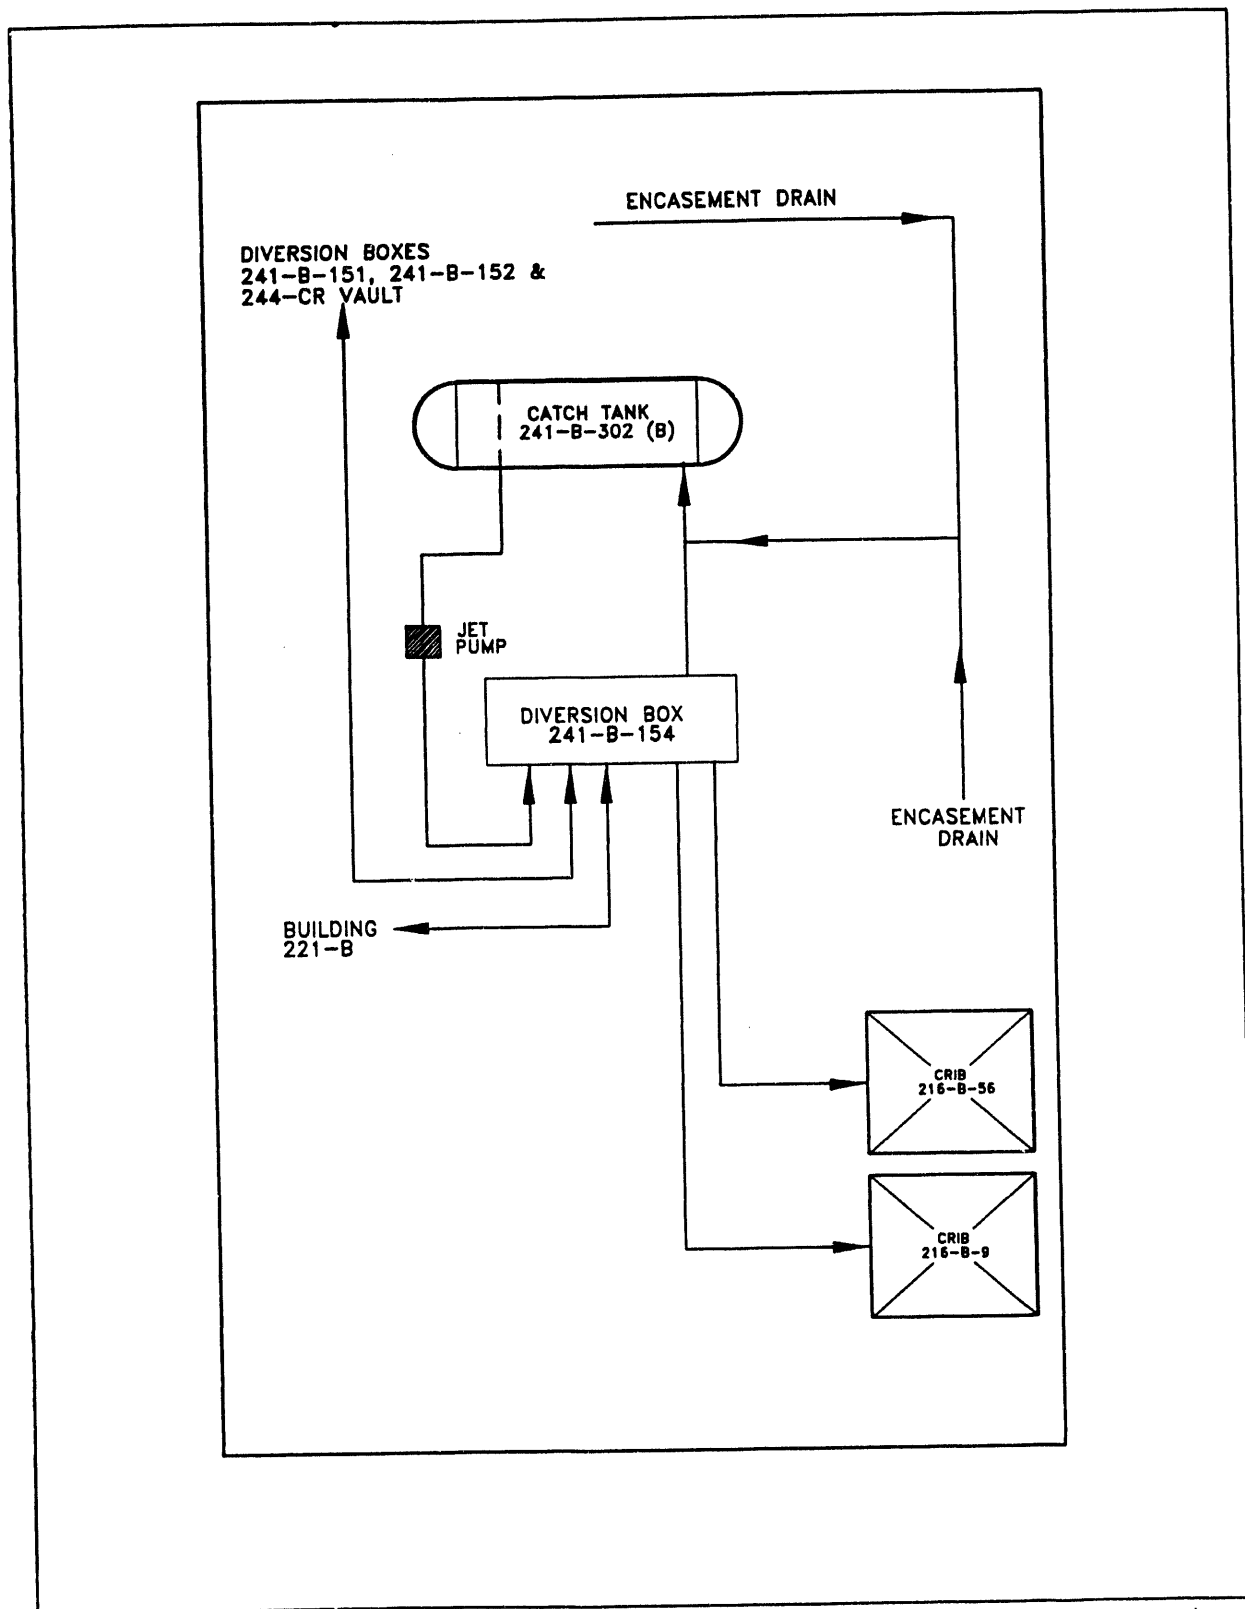 ENCASEMENT DRAIN
DIVERSION BOXES
241-B-151, 241-B-152 &
244-CR VAULT
CATCH TANK
241-B-302 (B)
JET
PUMP
DIVERSION BOX
241-B-154
ENCASEMENT
DRAIN
BUILDING
221-B
CRIB
216-B-56
CRIB
216-B-9